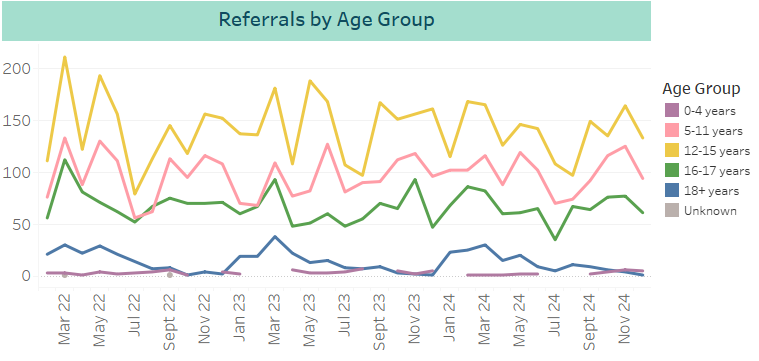 Referrals by Age Group
200
150
100
50
0
Mar 22
May 22
Jul 22
Sept 22
Nov 22
Jan 23
Mar 23
May 23
Jul 23
Sept 23
Nov 23
Jan 24
Mar 24
May 24
Jul 24
Sept 24
Nov 24
Age Group
0-4 years
5-11 years
12-15 years
16-17 years
18+ years
Unknown